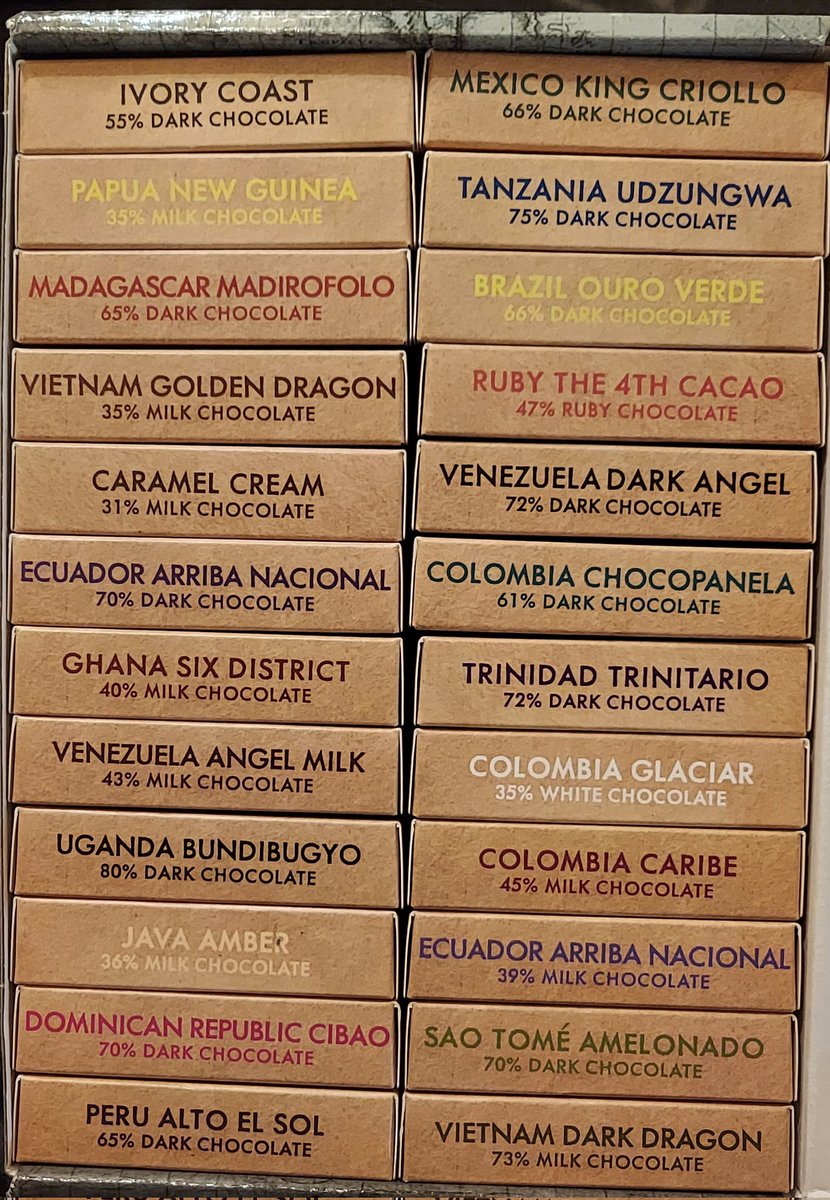 IVORY COAST
55% DARK CHOCOLATE
PAPUA NEW GUINEA
35% MILK CHOCOLATE
MADAGASCAR MADIROFOLO
65% DARK CHOCOLATE
VIETNAM GOLDEN DRAGON
35% MILK CHOCOLATE
CARAMEL CREAM
31% MILK CHOCOLATE
ECUADOR ARRIBA NACIONAL
70% DARK CHOCOLATE
GHANA SIX DISTRICT
40% MILK CHOCOLATE
VENEZUELA ANGEL MILK
43% MILK CHOCOLATE
UGANDA BUNDIBUGYO
80% DARK CHOCOLATE
JAVA AMBER
36% MILK CHOCOLATE
DOMINICAN REPUBLIC CIBAO
70% DARK CHOCOLATE
PERU ALTO EL SOL
65% DARK CHOCOLATE
MEXICO KING CRIOLLO
66% DARK CHOCOLATE
TANZANIA UDZUNGWA
75% DARK CHOCOLATE
BRAZIL OURO VERDE
66% DARK CHOCOLATE
RUBY THE 4TH CACAO
47% RUBY CHOCOLATE
VENEZUELA DARK ANGEL
72% DARK CHOCOLATE
COLOMBIA CHOCOPANELA
61% DARK CHOCOLATE
TRINIDAD TRINITARIO
72% DARK CHOCOLATE
COLOMBIA GLACIAR
35% WHITE CHOCOLATE
COLOMBIA CARIBE
45% MILK CHOCOLATE
ECUADOR ARRIBA NACIONAL
39% MILK CHOCOLATE
SAO TOMÉ AMELONADO
70% DARK CHOCOLATE
VIETNAM DARK DRAGON
73% MILK CHOCOLATE